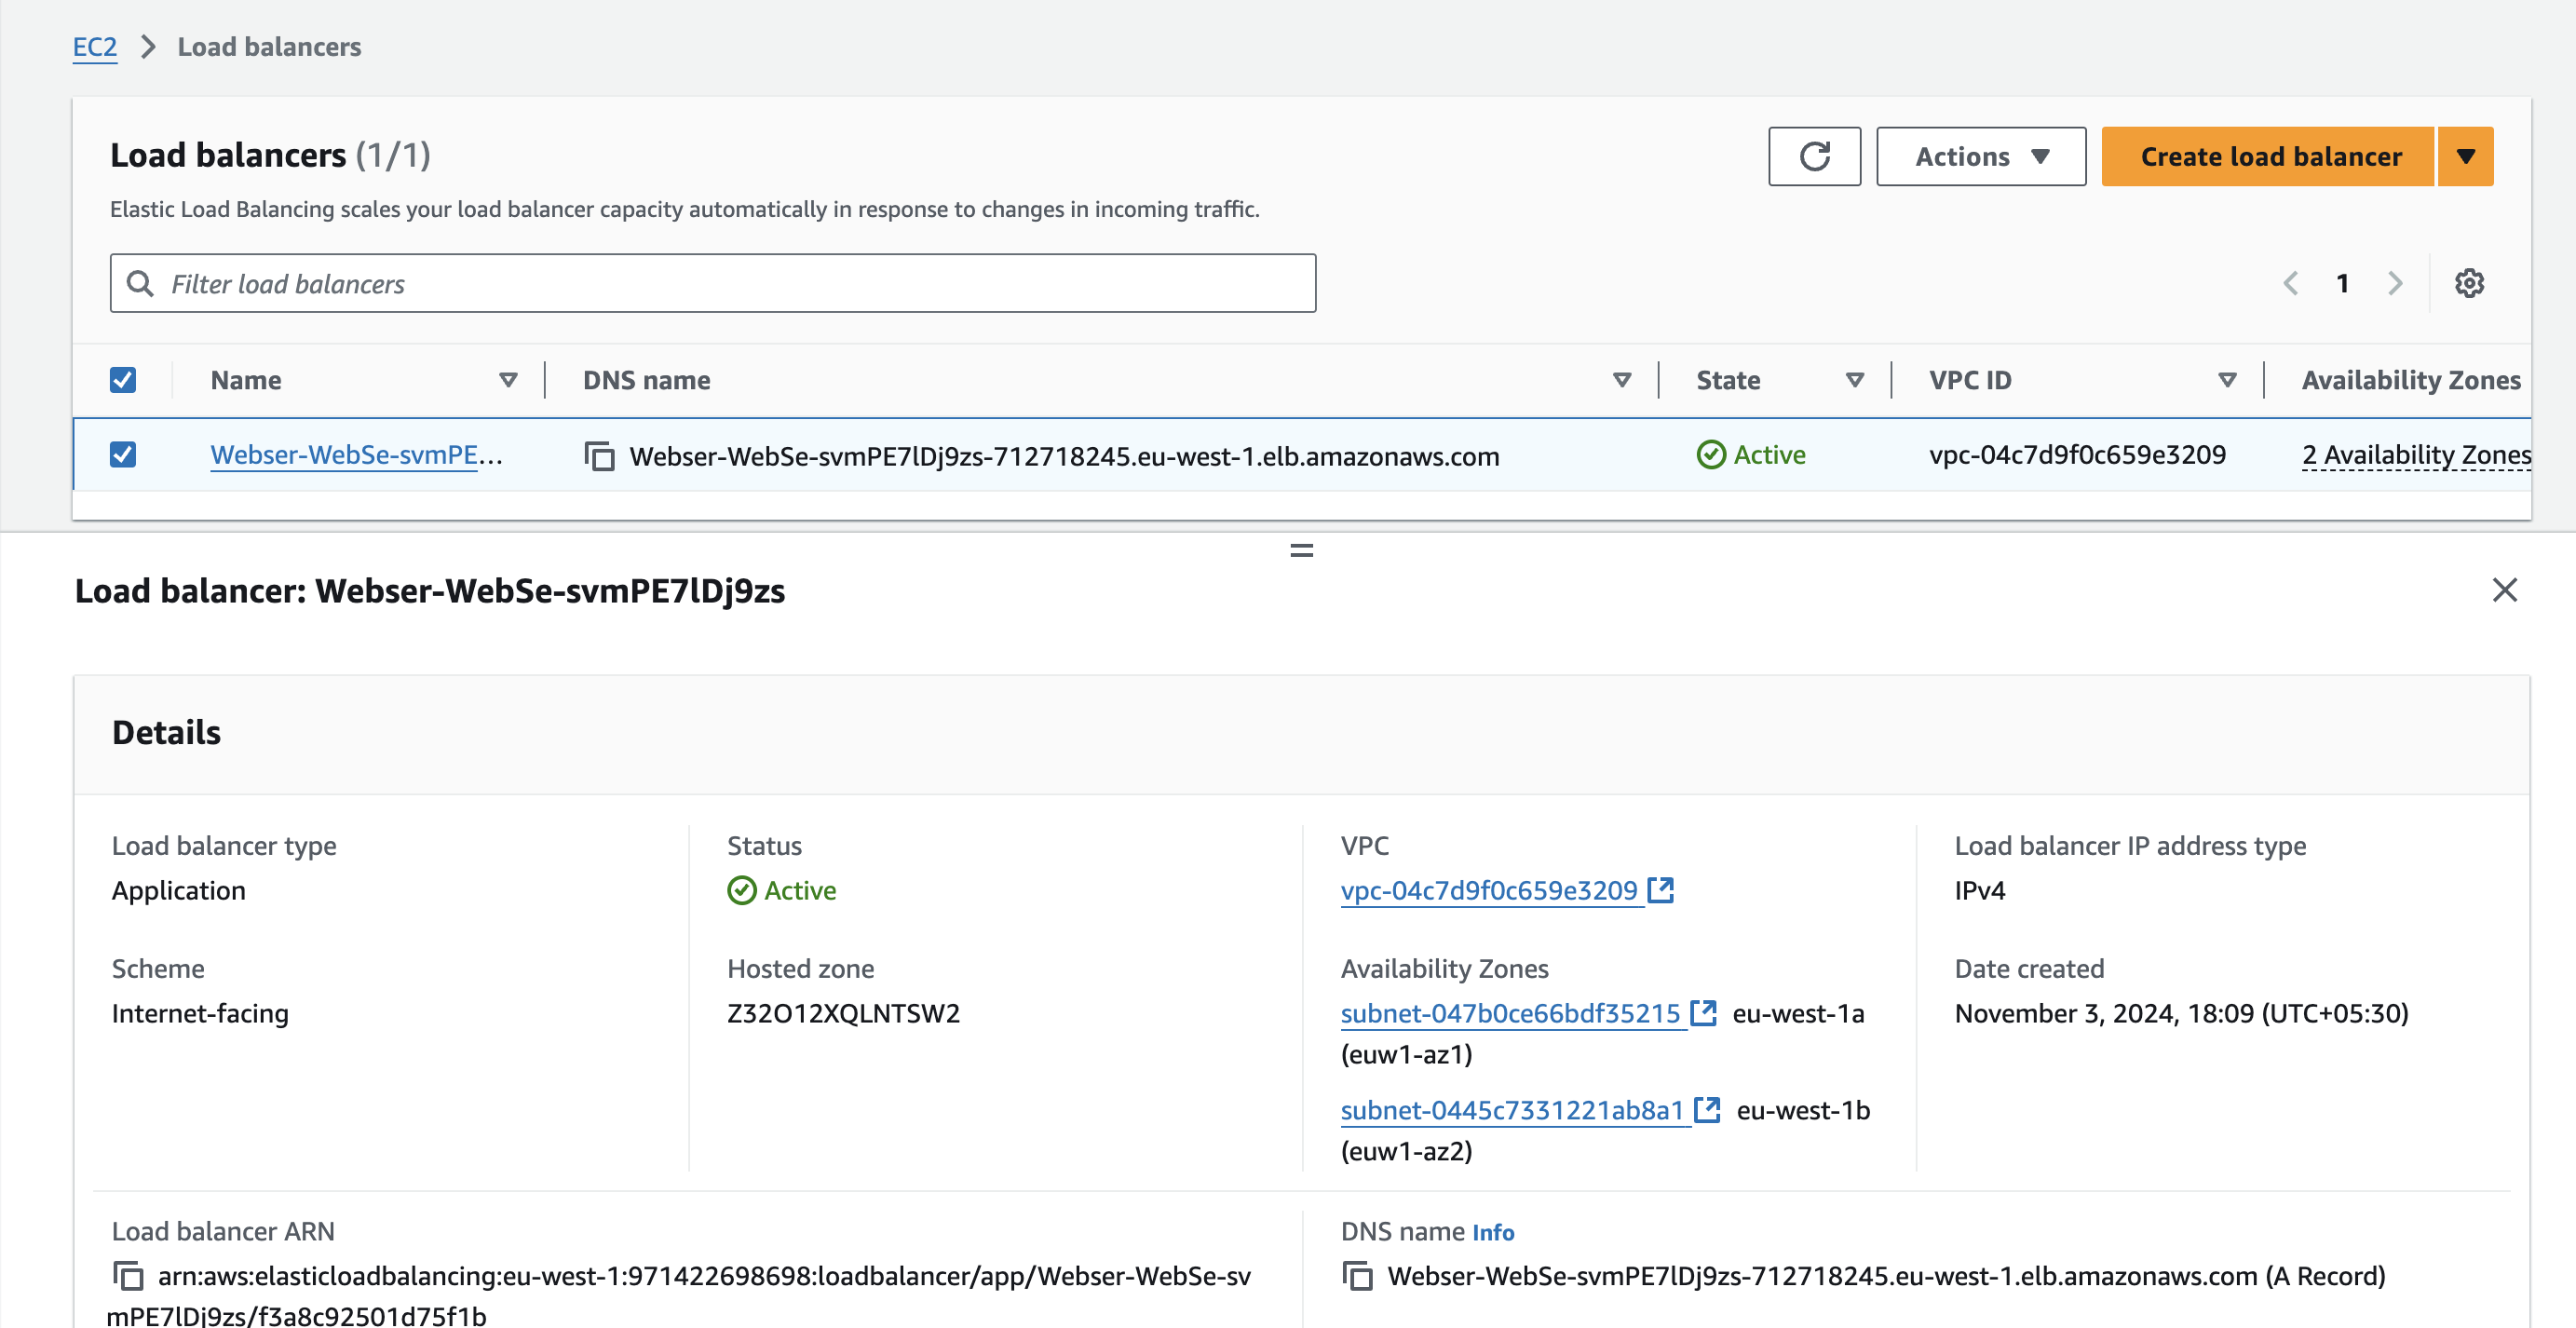 EC2 > Load balancers
Load balancers (1/1)
Actions
Create load balancer
Elastic Load Balancing scales your load balancer capacity automatically in response to changes in incoming traffic.
Filter load balancers
1
Name DNS name State VPC ID Availability Zones
Webser-WebSe-svmPE... Webser-WebSe-svmPE7lDj9zs-712718245.eu-west-1.elb.amazonaws.com Active vpc-04c7d9f0c659e3209 2 Availability Zones
Load balancer: Webser-WebSe-svmPE7lDj9zs
Details
Load balancer type
Application
Scheme
Internet-facing
Status
Active
Hosted zone
Z32O12XQLNTSW2
VPC
vpc-04c7d9f0c659e3209
Availability Zones
subnet-047b0ce66bdf35215 eu-west-1a
(euw1-az1)
subnet-0445c7331221ab8a1 eu-west-1b
(euw1-az2)
Load balancer IP address type
IPv4
Date created
November 3, 2024, 18:09 (UTC+05:30)
Load balancer ARN
arn:aws:elasticloadbalancing:eu-west-1:971422698698:loadbalancer/app/Webser-WebSe-sv
mPE7lDj9zs/f3a8c92501d75f1b
DNS name Info
Webser-WebSe-svmPE7lDj9zs-712718245.eu-west-1.elb.amazonaws.com (A Record)